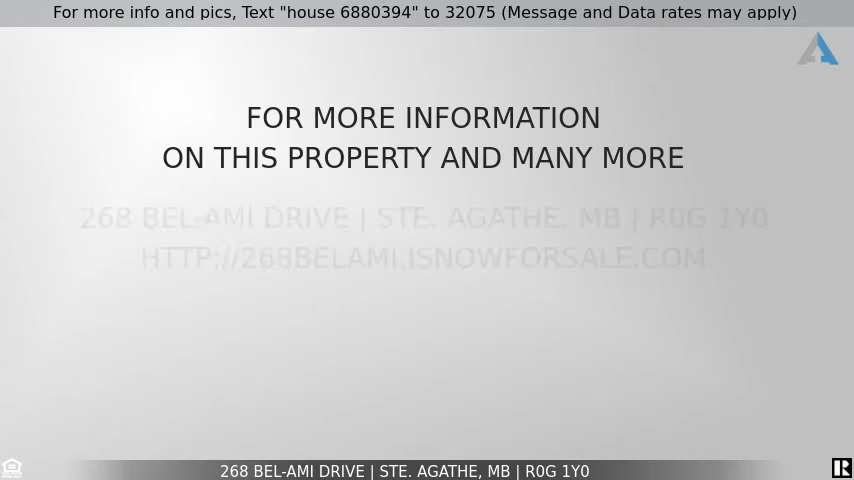 For more info and pics, Text "house 6880394" to 32075 (Message and Data rates may apply)
FOR MORE INFORMATION
ON THIS PROPERTY AND MANY MORE
268 BEL-AMI DRIVE | STE. AGATHE, MB | R0G 1Y0
HTTP://268BELAMI.ISNOWFORSALE.COM
268 BEL-AMI DRIVE | STE. AGATHE, MB | R0G 1Y0